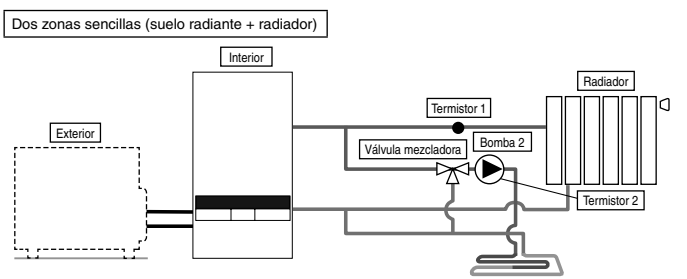 Dos zonas sencillas (suelo radiante + radiador)
Interior
Radiador
Termistor 1
Exterior
Válvula mezcladora
Bomba 2
Termistor 2